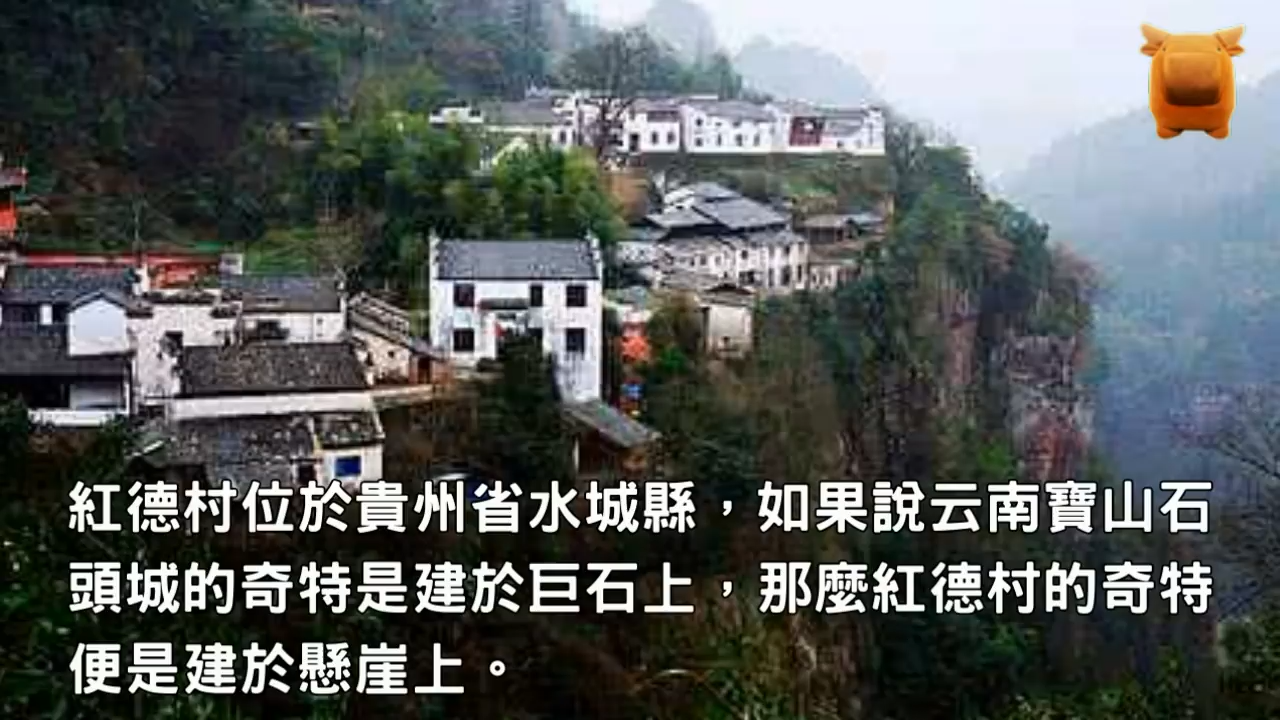 紅德村位於貴州省水城縣，如果說云南寶山石
頭城的奇特是建於巨石上，那麼紅德村的奇特
便是建於懸崖上。